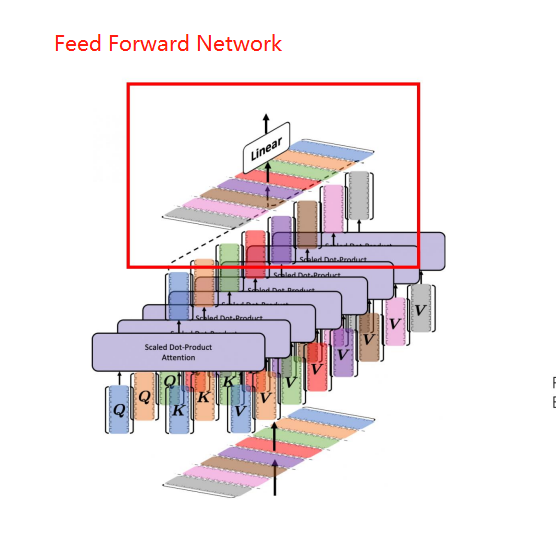 Feed Forward Network
Linear
Scaled Dot-Product
Scaled Dot-Product
Scaled Dot-Product
Scaled Dot-Product
Scaled Dot-Product
Scaled Dot-Product
Attention
Q Q Q K K K V V V V V V V V